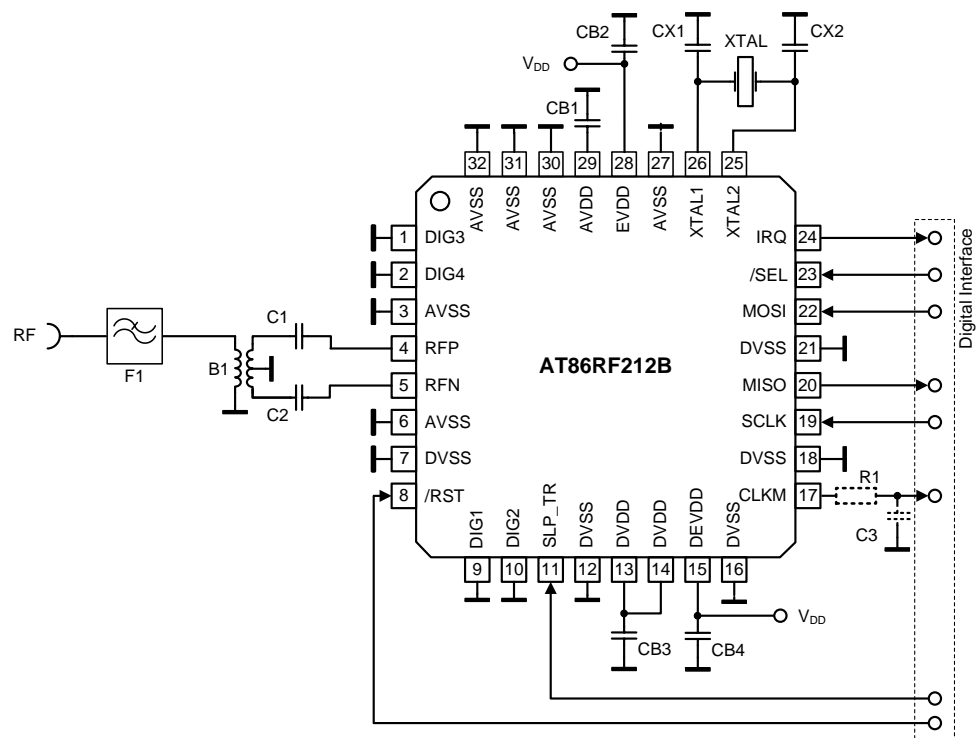 CB2
CX1
XTAL
CX2
VDD
CB1
32
31
30
29
28
27
26
25
AVSS
AVSS
AVSS
AVDD
EVDD
AVSS
XTAL1
XTAL2
1
DIG3
IRQ
24
2
DIG4
/SEL
23
3
AVSS
MOSI
22
RF
F1
B1
C1
C2
4
RFP
AT86RF212B
DVSS
21
5
RFN
MISO
20
6
AVSS
SCLK
19
7
DVSS
DVSS
18
8
/RST
CLKM
17
R1
C3
DIG1
DIG2
SLP_TR
DVSS
DVDD
DVDD
DEVDD
DVSS
9
10
11
12
13
14
15
16
CB3
CB4
VDD
Digital Interface